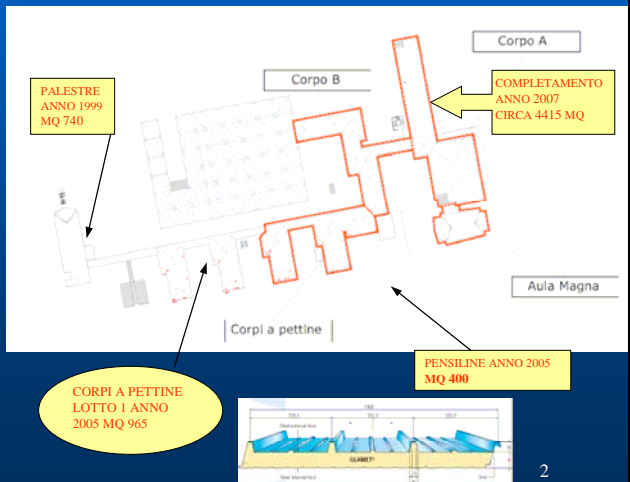 Corpo A
Corpo B
PALESTRE
ANNO 1999
MQ 740
COMPLETAMENTO
ANNO 2007
CIRCA 4415 MQ
Aula Magna
Corpi a pettine
PENSILINE ANNO 2005
MQ 400
CORPI A PETTINE
LOTTO 1 ANNO
2005 MQ 965
GLAMET
2